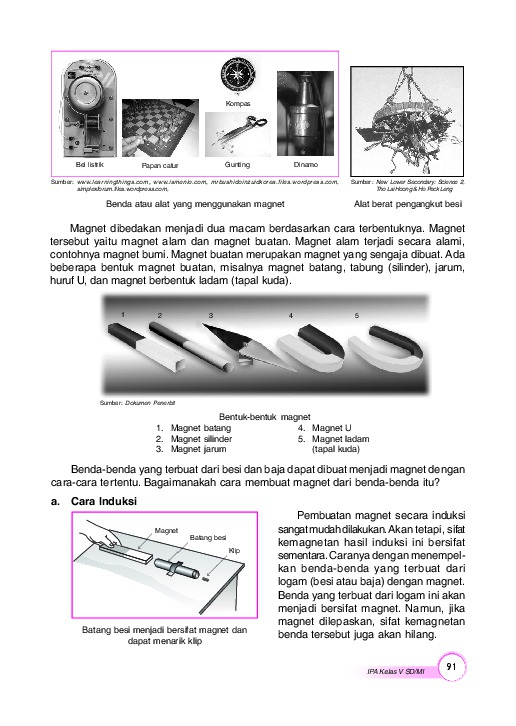 Kompas
Bel listrik
Papan catur
Gunting
Dinamo
Sumber: www.learningthings.com, www.iamonio.com, mrbushidoinzuidkorea.files.wordpress.com,
simplexforum.files.wordpress.com,
Sumber: New Lower Secondary: Science 2,
Tho Lai Hoong & Ho Peck Leng
Benda atau alat yang menggunakan magnet
Alat berat pengangkut besi
Magnet dibedakan menjadi dua macam berdasarkan cara terbentuknya. Magnet
tersebut yaitu magnet alam dan magnet buatan. Magnet alam terjadi secara alami,
contohnya magnet bumi. Magnet buatan merupakan magnet yang sengaja dibuat. Ada
beberapa bentuk magnet buatan, misalnya magnet batang, tabung (silinder), jarum,
huruf U, dan magnet berbentuk ladam (tapal kuda).
1 2 3 4 5
Sumber: Dokumen Penerbit
Bentuk-bentuk magnet
1. Magnet batang
2. Magnet silinder
3. Magnet jarum
4. Magnet U
5. Magnet ladam
(tapal kuda)
Benda-benda yang terbuat dari besi dan baja dapat dibuat menjadi magnet dengan
cara-cara tertentu. Bagaimanakah cara membuat magnet dari benda-benda itu?
a. Cara Induksi
Magnet
Batang besi
Klip
Batang besi menjadi bersifat magnet dan
dapat menarik klip
Pembuatan magnet secara induksi
sangat mudah dilakukan. Akan tetapi, sifat
kemagnetan hasil induksi ini bersifat
sementara. Caranya dengan menempel-
kan benda-benda yang terbuat dari
logam (besi atau baja) dengan magnet.
Benda yang terbuat dari logam ini akan
menjadi bersifat magnet. Namun, jika
magnet dilepaskan, sifat kemagnetan
benda tersebut juga akan hilang.
IPA Kelas V SD/MI
91